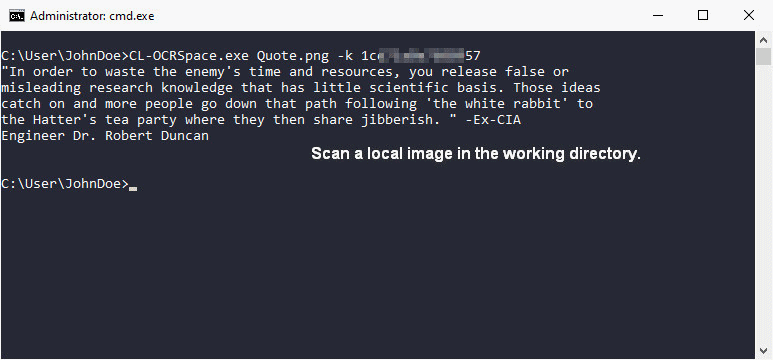 Administrator: cmd.exe
C:\User\JohnDoe>CL-OCRSpace.exe Quote.png -k 1c 57
"In order to waste the enemy's time and resources, you release false or
misleading research knowledge that has little scientific basis. Those ideas
catch on and more people go down that path following 'the white rabbit' to
the Hatter's tea party where they then share jibberish. " -Ex-CIA
Engineer Dr. Robert Duncan
Scan a local image in the working directory.
C:\User\JohnDoe>